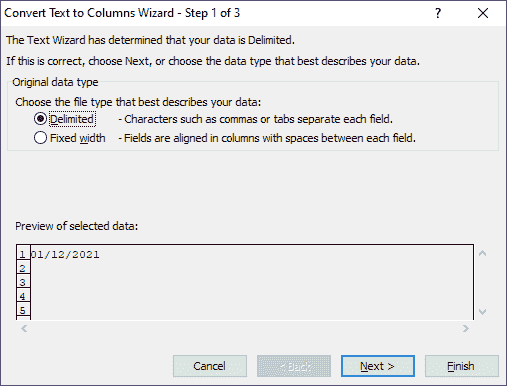 Convert Text to Columns Wizard - Step 1 of 3 ?
The Text Wizard has determined that your data is Delimited.
If this is correct, choose Next, or choose the data type that best describes your data.
Original data type
Choose the file type that best describes your data:
Delimited - Characters such as commas or tabs separate each field.
Fixed width - Fields are aligned in columns with spaces between each field.
Preview of selected data:
1 01/12/2021
2
3
4
5
Cancel < Back Next > Finish